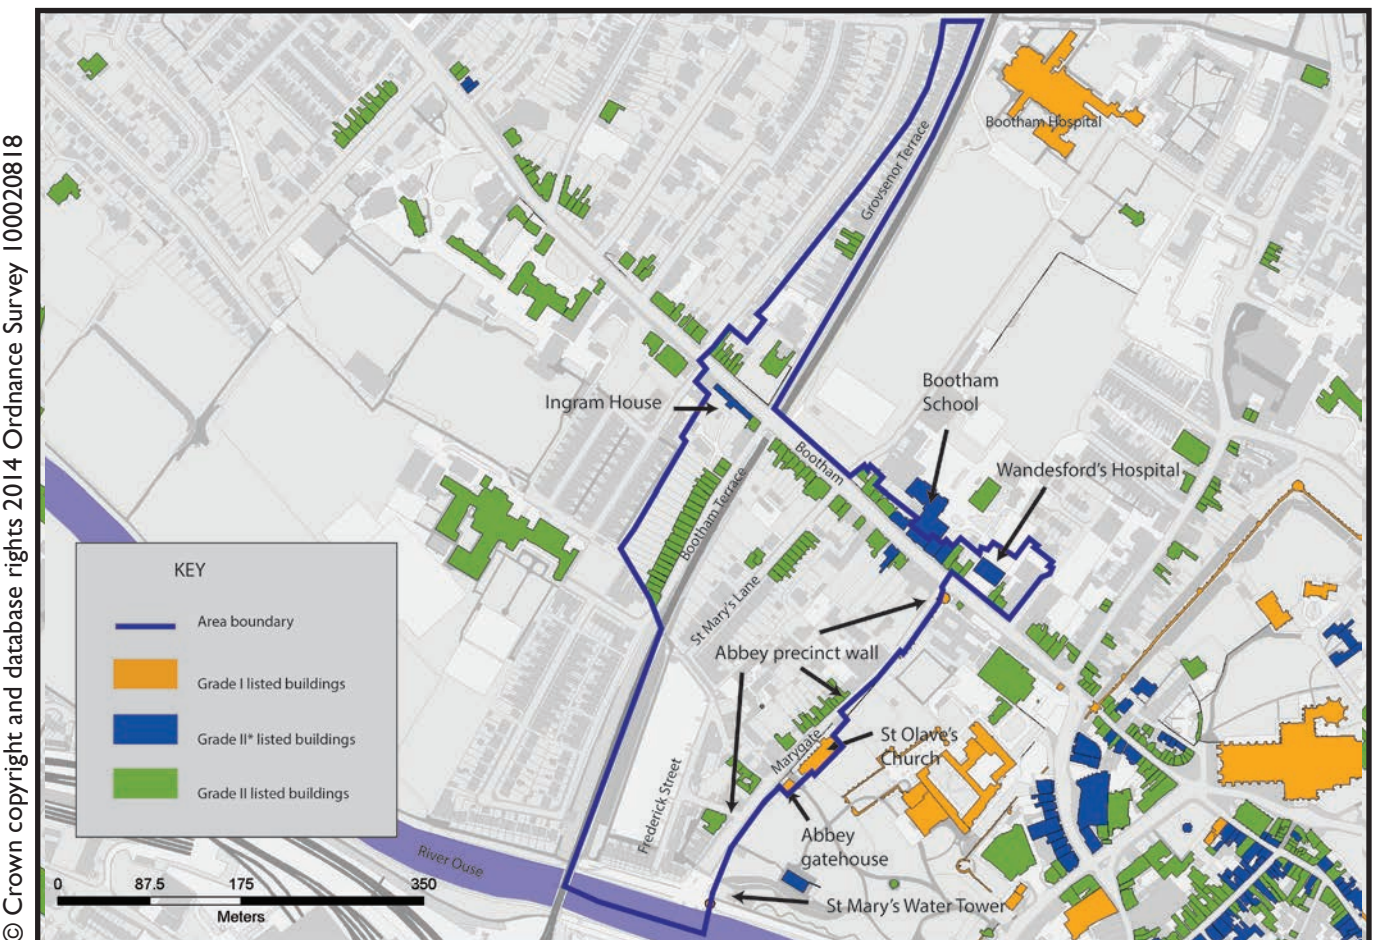 © Crown copyright and database rights 2014 Ordnance Survey 100020818
Bootham Hospital
Grovsenor Terrace
Bootham
School
Ingram House
Bootham
Wandesford's Hospital
Bootham Terrace
St Mary's Lane
Abbey precinct wall
Marygate
St Olave's
Church
Frederick Street
Abbey
gatehouse
St Mary's Water Tower
River Ouse
KEY
Area boundary
Grade I listed buildings
Grade II* listed buildings
Grade II listed buildings
0 87.5 175 350
Meters